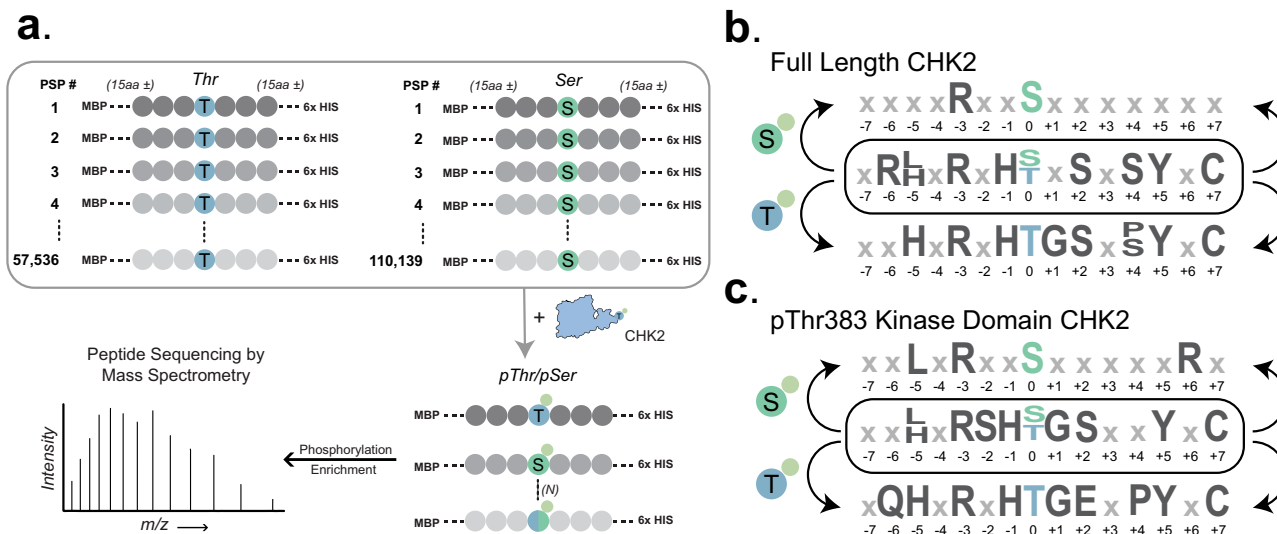 a.
PSP # (15aa ±) Thr (15aa ±)
1 MBP T 6x HIS
2 MBP T 6x HIS
3 MBP T 6x HIS
4 MBP T 6x HIS
57,536 MBP T 6x HIS
PSP # (15aa ±) Ser (15aa ±)
1 MBP S 6x HIS
2 MBP S 6x HIS
3 MBP S 6x HIS
4 MBP S 6x HIS
110,139 MBP S 6x HIS
+ T
CHK2
pThr/pSer
MBP T 6x HIS
MBP S 6x HIS
(N)
MBP 6x HIS
Phosphorylation
Enrichment
Peptide Sequencing by
Mass Spectrometry
Intensity
m/z
b.
Full Length CHK2
x x x x R x x S x x x x x x x
-7 -6 -5 -4 -3 -2 -1 0 +1 +2 +3 +4 +5 +6 +7
S
x R L/H x R x H S/T x S x S Y x C
-7 -6 -5 -4 -3 -2 -1 0 +1 +2 +3 +4 +5 +6 +7
T
x x H x R x H T G S x P/S Y x C
-7 -6 -5 -4 -3 -2 -1 0 +1 +2 +3 +4 +5 +6 +7
c.
pThr383 Kinase Domain CHK2
x x L x R x x S x x x x x R x
-7 -6 -5 -4 -3 -2 -1 0 +1 +2 +3 +4 +5 +6 +7
S
x x L/H x R S H S/T G S x x Y x C
-7 -6 -5 -4 -3 -2 -1 0 +1 +2 +3 +4 +5 +6 +7
T
x Q H x R x H T G E x P Y x C
-7 -6 -5 -4 -3 -2 -1 0 +1 +2 +3 +4 +5 +6 +7